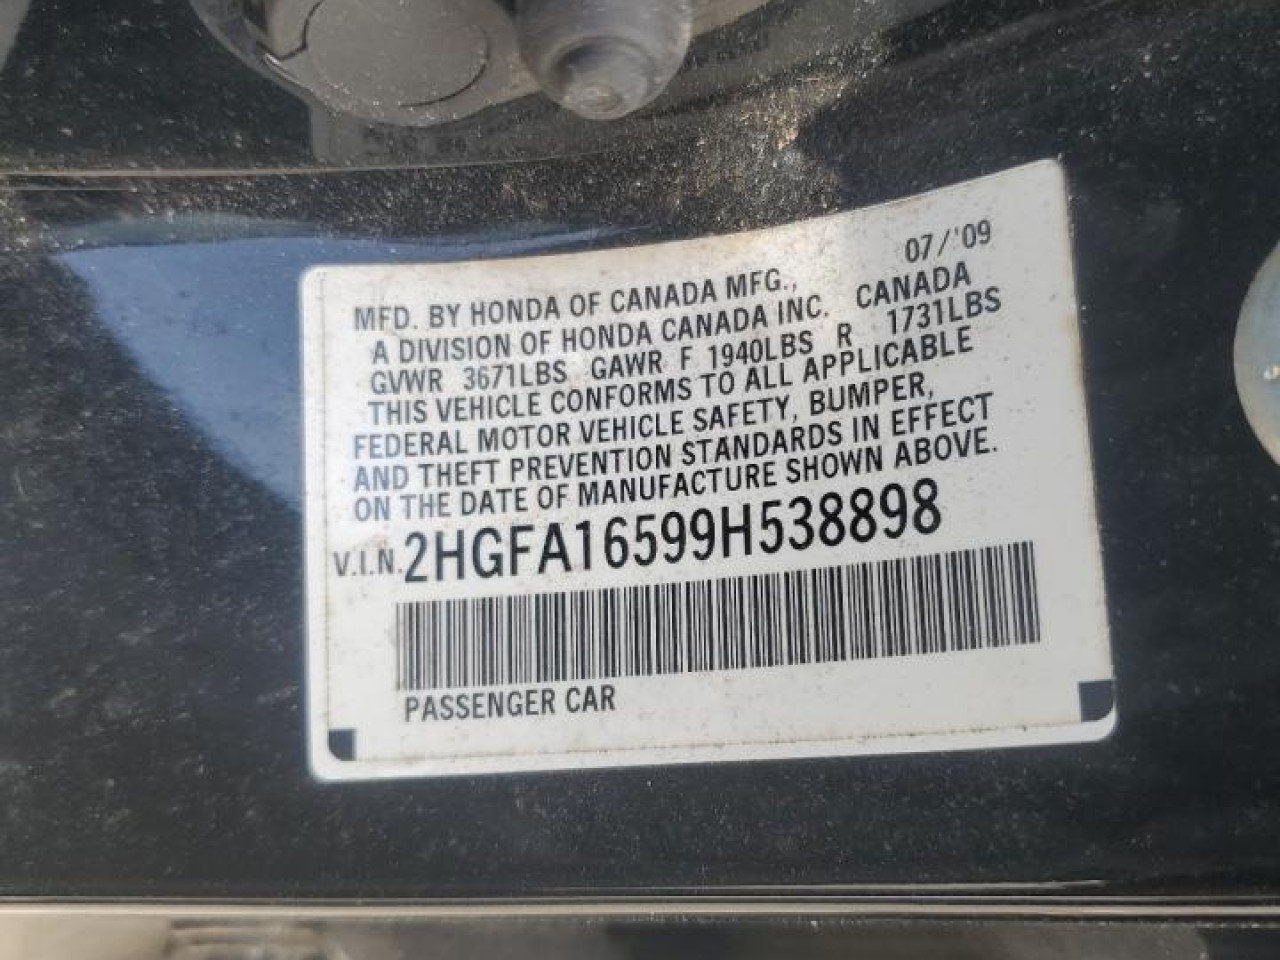 07/'09
MFD. BY HONDA OF CANADA MFG.,
A DIVISION OF HONDA CANADA INC. CANADA
GVWR 3671LBS GAWR F 1940LBS R 1731LBS
THIS VEHICLE CONFORMS TO ALL APPLICABLE
FEDERAL MOTOR VEHICLE SAFETY, BUMPER,
AND THEFT PREVENTION STANDARDS IN EFFECT
ON THE DATE OF MANUFACTURE SHOWN ABOVE.
V.I.N. 2HGFA16599H538898
PASSENGER CAR